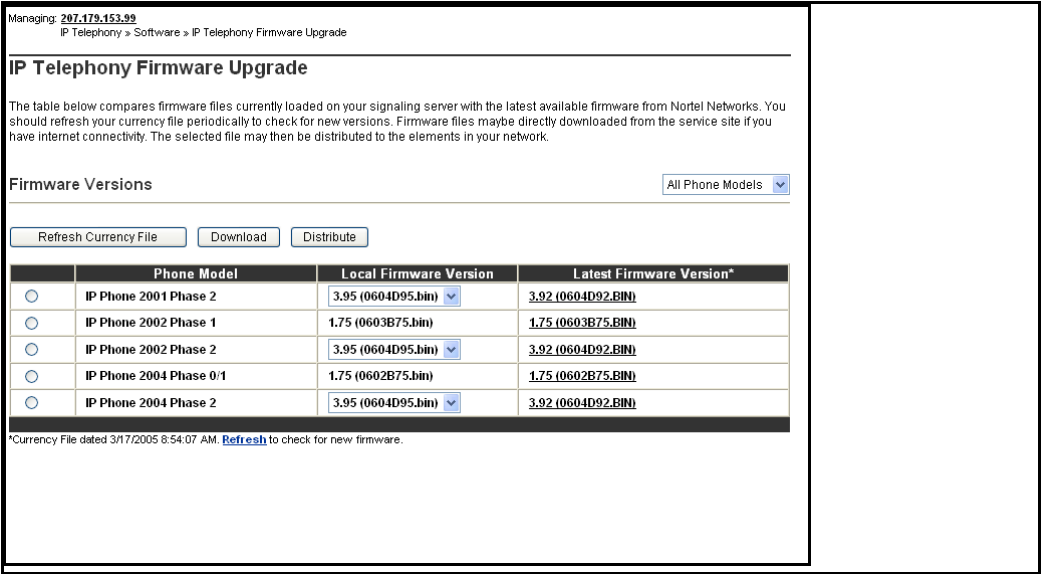 Managing: 207.179.153.99
IP Telephony » Software » IP Telephony Firmware Upgrade
IP Telephony Firmware Upgrade
The table below compares firmware files currently loaded on your signaling server with the latest available firmware from Nortel Networks. You
should refresh your currency file periodically to check for new versions. Firmware files maybe directly downloaded from the service site if you
have internet connectivity. The selected file may then be distributed to the elements in your network.
Firmware Versions All Phone Models
Refresh Currency File Download Distribute
Phone Model Local Firmware Version Latest Firmware Version*
IP Phone 2001 Phase 2 3.95 (0604D95.bin) 3.92 (0604D92.BIN)
IP Phone 2002 Phase 1 1.75 (0603B75.bin) 1.75 (0603B75.BIN)
IP Phone 2002 Phase 2 3.95 (0604D95.bin) 3.92 (0604D92.BIN)
IP Phone 2004 Phase 0/1 1.75 (0602B75.bin) 1.75 (0602B75.BIN)
IP Phone 2004 Phase 2 3.95 (0604D95.bin) 3.92 (0604D92.BIN)
*Currency File dated 3/17/2005 8:54:07 AM. Refresh to check for new firmware.